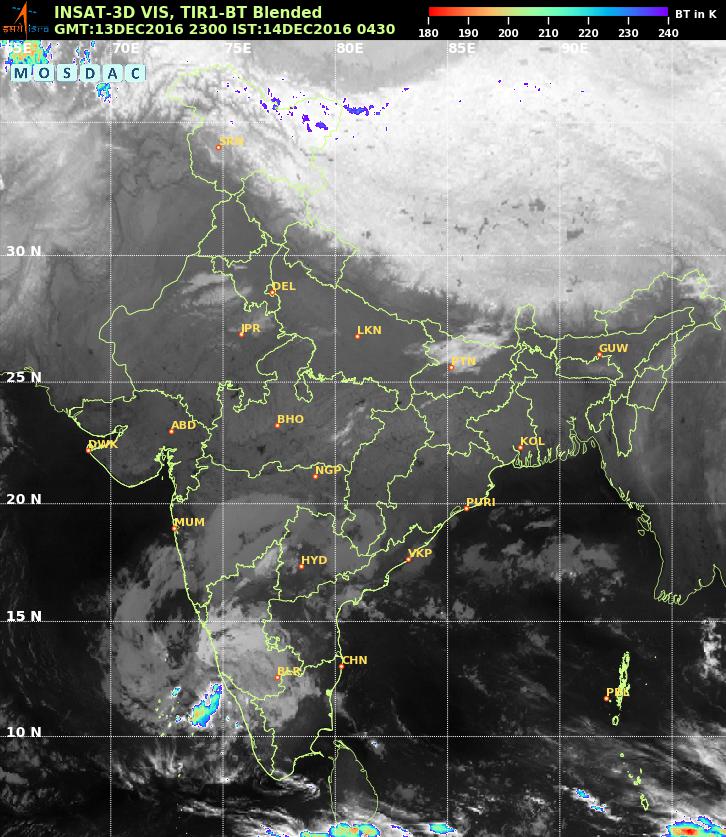 INSAT-3D VIS, TIR1-BT Blended
GMT:13DEC2016 2300 IST:14DEC2016 0430
BT in K
180 190 200 210 220 230 240
65E 70E 75E 80E 85E 90E
MOSDAC
SRN
30 N
DEL
JPR
LKN
GUW
PTN
25 N
ABD
BHO
DWK
KOL
NGP
20 N
PURI
MUM
VKP
HYD
15 N
CHN
BLR
PBL
10 N